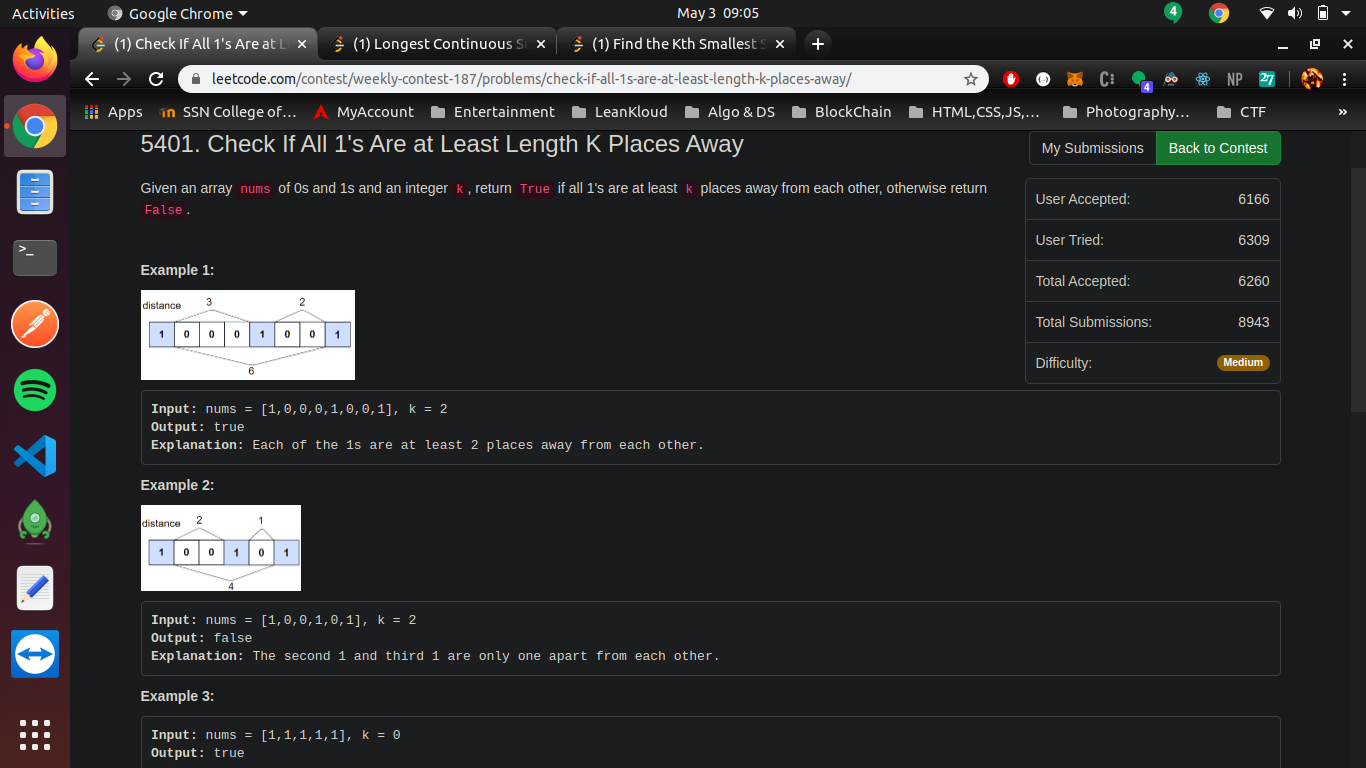 Activities
Google Chrome
May 3 09:05
4
(1) Check If All 1's Are at L
(1) Longest Continuous S
(1) Find the Kth Smallest S
leetcode.com/contest/weekly-contest-187/problems/check-if-all-1s-are-at-least-length-k-places-away/
4
NP
27
Apps
SSN College of…
MyAccount
Entertainment
LeanKloud
Algo & DS
BlockChain
HTML,CSS,JS,…
Photography…
CTF
»
5401. Check If All 1's Are at Least Length K Places Away
My Submissions
Back to Contest
Given an array nums of 0s and 1s and an integer k, return True if all 1's are at least k places away from each other, otherwise return
False.
User Accepted: 6166
User Tried: 6309
Total Accepted: 6260
Total Submissions: 8943
Difficulty: Medium
Example 1:
distance 3 2
1 0 0 0 1 0 0 1
6
Input: nums = [1,0,0,0,1,0,0,1], k = 2
Output: true
Explanation: Each of the 1s are at least 2 places away from each other.
Example 2:
distance 2 1
1 0 0 1 0 1
4
Input: nums = [1,0,0,1,0,1], k = 2
Output: false
Explanation: The second 1 and third 1 are only one apart from each other.
Example 3:
Input: nums = [1,1,1,1,1], k = 0
Output: true